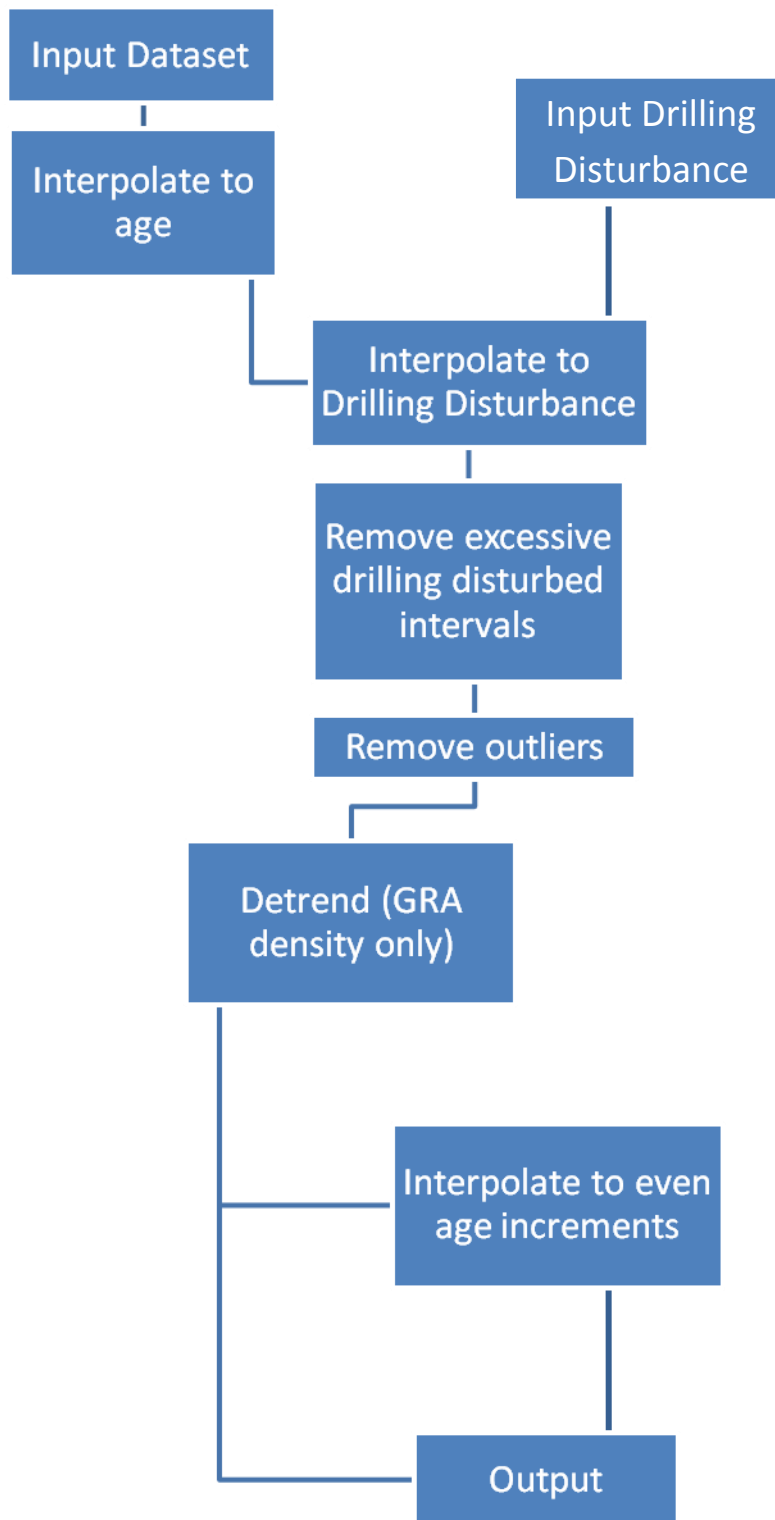 Input Dataset
Input Drilling
Disturbance
Interpolate to
age
Interpolate to
Drilling Disturbance
Remove excessive
drilling disturbed
intervals
Remove outliers
Detrend (GRA
density only)
Interpolate to even
age increments
Output